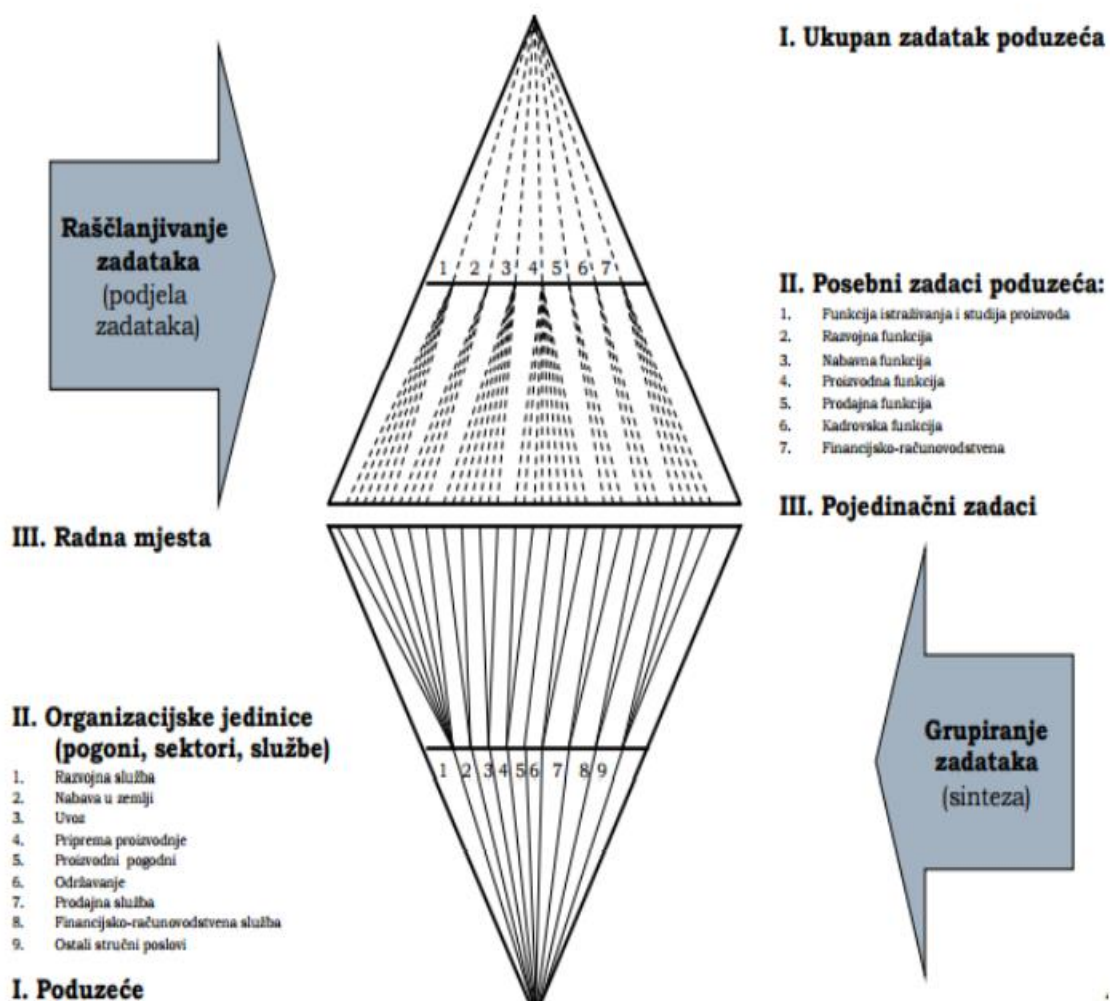 I. Ukupan zadatak poduzeća
Raščlanjivanje
zadataka
(podjela
zadataka)
1 2 3 4 5 6 7
II. Posebni zadaci poduzeća:
1. Funkcija istraživanja i studija proizvoda
2. Razvojna funkcija
3. Nabavna funkcija
4. Proizvodna funkcija
5. Prodajna funkcija
6. Kadrovska funkcija
7. Financijsko-računovodstvena
III. Pojedinačni zadaci
III. Radna mjesta
II. Organizacijske jedinice
(pogoni, sektori, službe)
1. Razvojna služba
2. Nabava u zemlji
3. Uvoz
4. Priprema proizvodnje
5. Proizvodni pogodni
6. Održavanje
7. Prodajna služba
8. Financijsko-računovodstvena služba
9. Ostali stručni poslovi
1 2 3 4 5 6 7 8 9
Grupiranje
zadataka
(sinteza)
I. Poduzeće